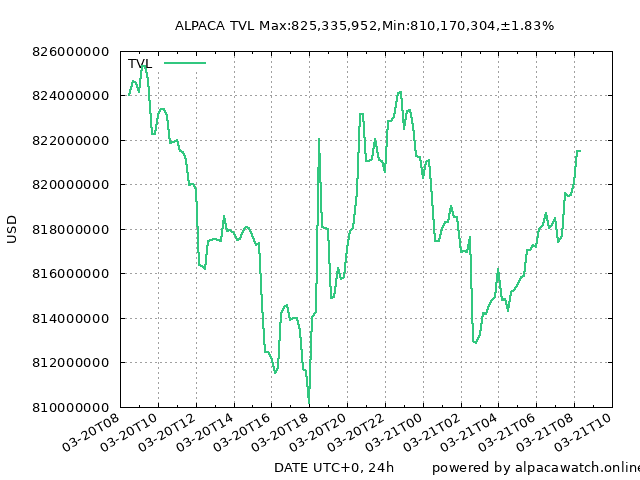 ALPACA TVL Max:825,335,952,Min:810,170,304,±1.83%
826000000
TVL
824000000
822000000
820000000
818000000
816000000
814000000
812000000
810000000
USD
03-20T08
03-20T10
03-20T12
03-20T14
03-20T16
03-20T18
03-20T20
03-20T22
03-21T00
03-21T02
03-21T04
03-21T06
03-21T08
03-21T10
DATE UTC+0, 24h
powered by alpacawatch.online